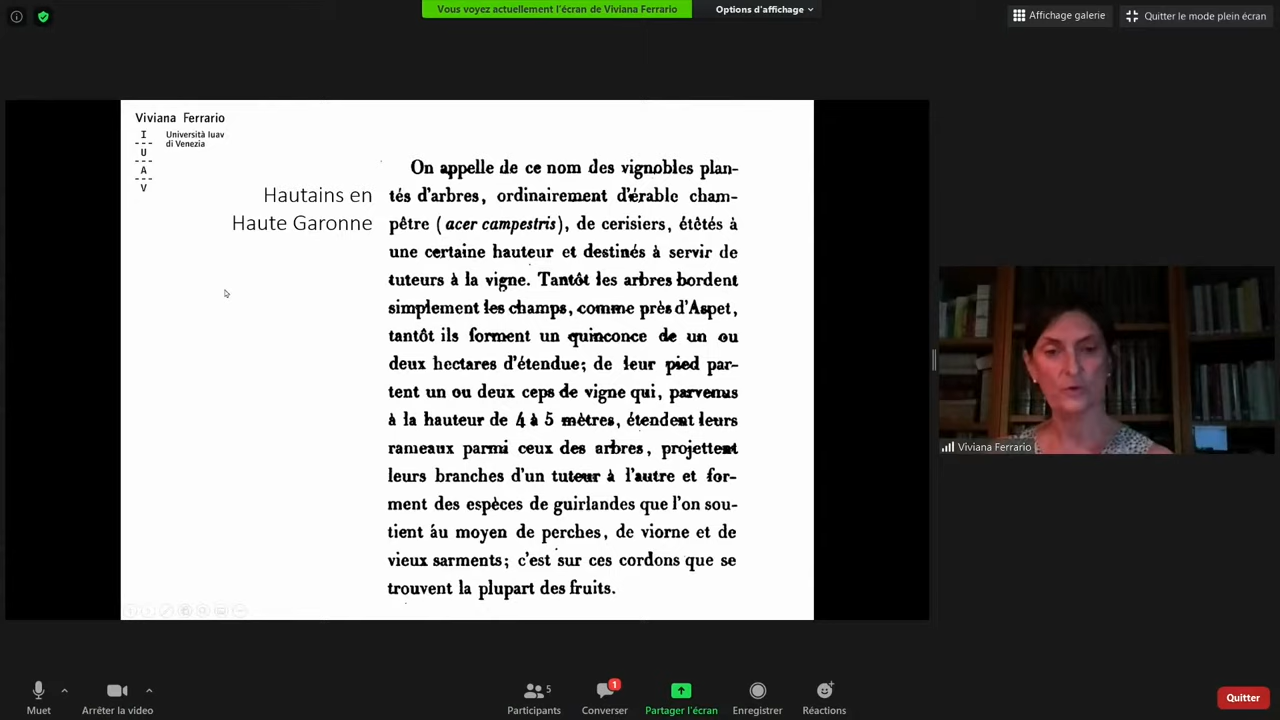 Vous voyez actuellement l'écran de Viviana Ferrario
Options d'affichage
Affichage galerie
Quitter le mode plein écran
Viviana Ferrario
I
U
A
V
Università Iuav
di Venezia
Hautains en
Haute Garonne
On appelle de ce nom des vignobles plan-
tés d'arbres, ordinairement d'érable cham-
pêtre (acer campestris), de cerisiers, étêtés à
une certaine hauteur et destinés à servir de
tuteurs à la vigne. Tantôt les arbres bordent
simplement les champs, comme près d'Aspet,
tantôt ils forment un quinconce de un ou
deux hectares d'étendue; de leur pied par-
tent un ou deux ceps de vigne qui, parvenus
à la hauteur de 4 à 5 mètres, étendent leurs
rameaux parmi ceux des arbres, projettent
leurs branches d'un tuteur à l'autre et for-
ment des espèces de guirlandes que l'on sou-
tient áu moyen de perches, de viorne et de
vieux sarments; c'est sur ces cordons que se
trouvent la plupart des fruits.
Viviana Ferrario
Muet
Arrêter la video
5
Participants
1
Converser
Partager l'écran
Enregistrer
Réactions
Quitter